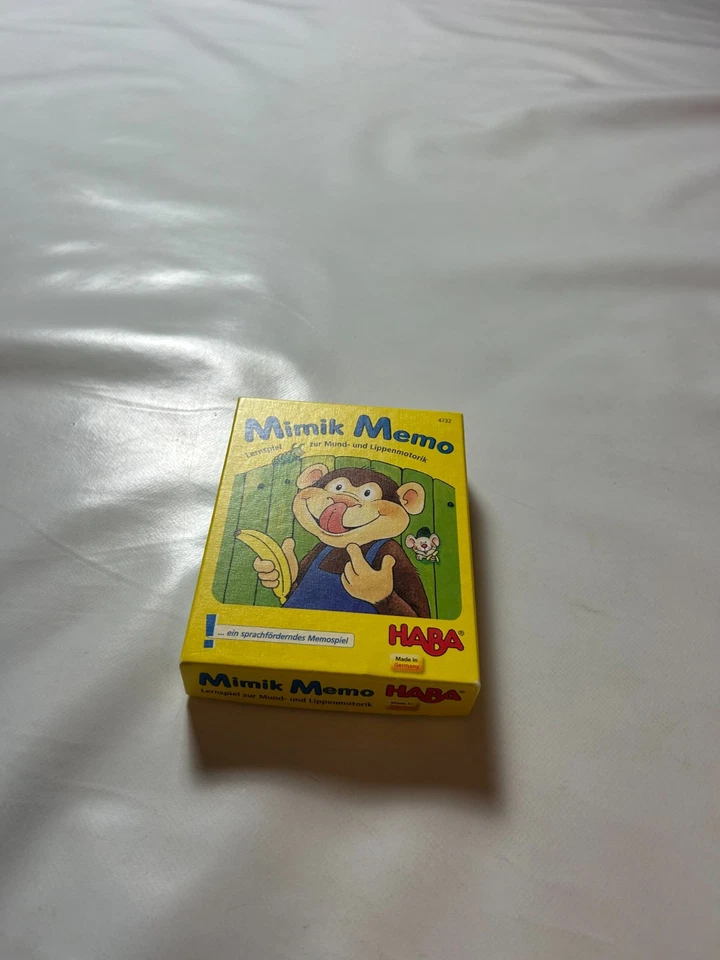 4732
Mimik Memo
Lernspiel zur Mund- und Lippenmotorik
! ... ein sprachförderndes Memospiel
HABA®
Made in
Germany
Mimik Memo HABA®
Lernspiel zur Mund- und Lippenmotorik